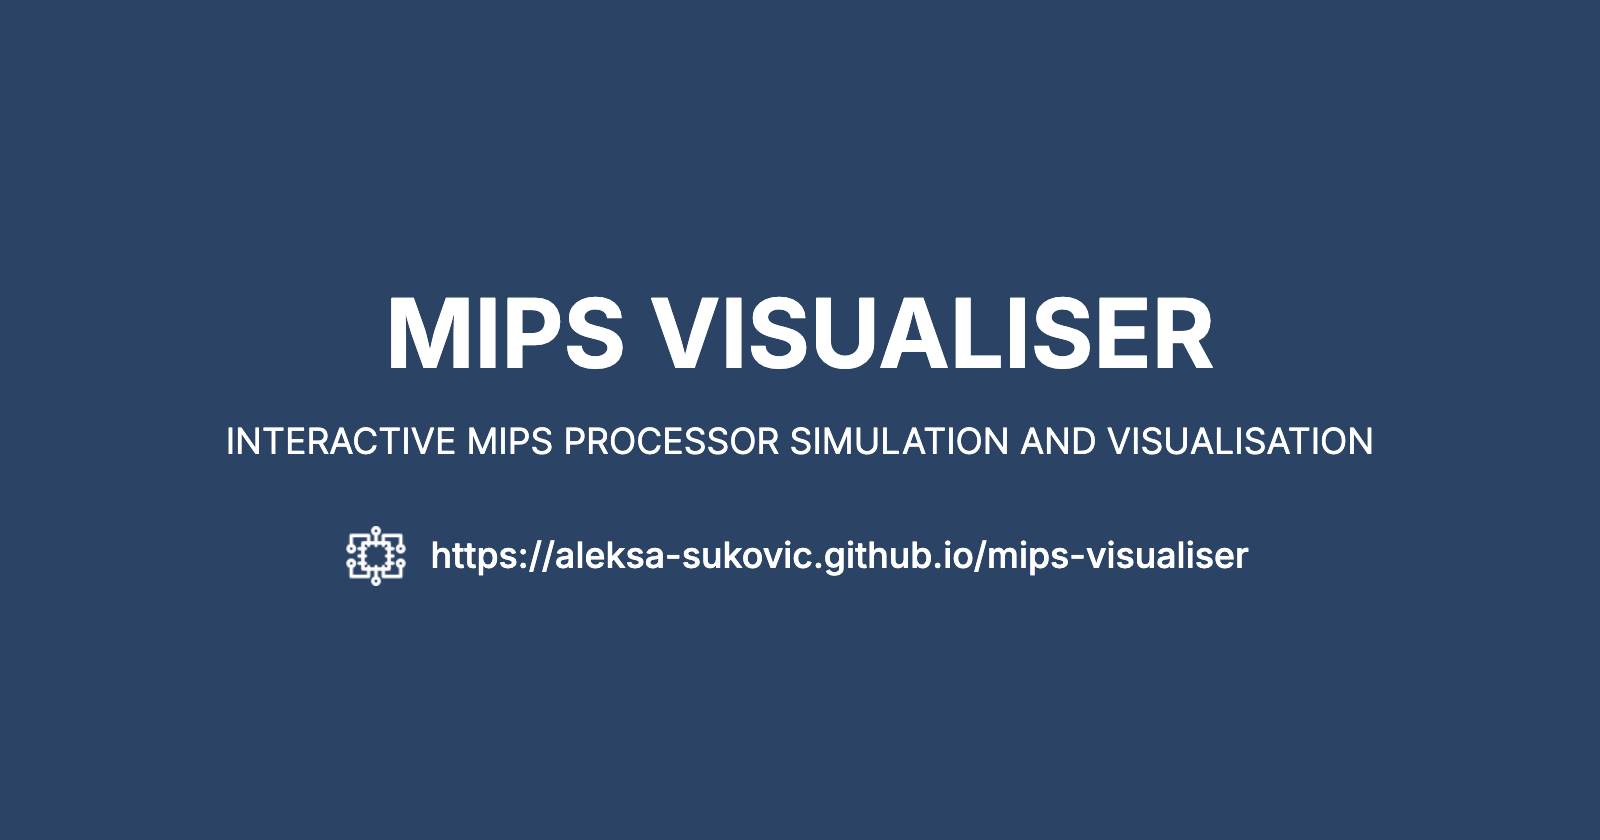 MIPS VISUALISER
INTERACTIVE MIPS PROCESSOR SIMULATION AND VISUALISATION
https://aleksa-sukovic.github.io/mips-visualiser